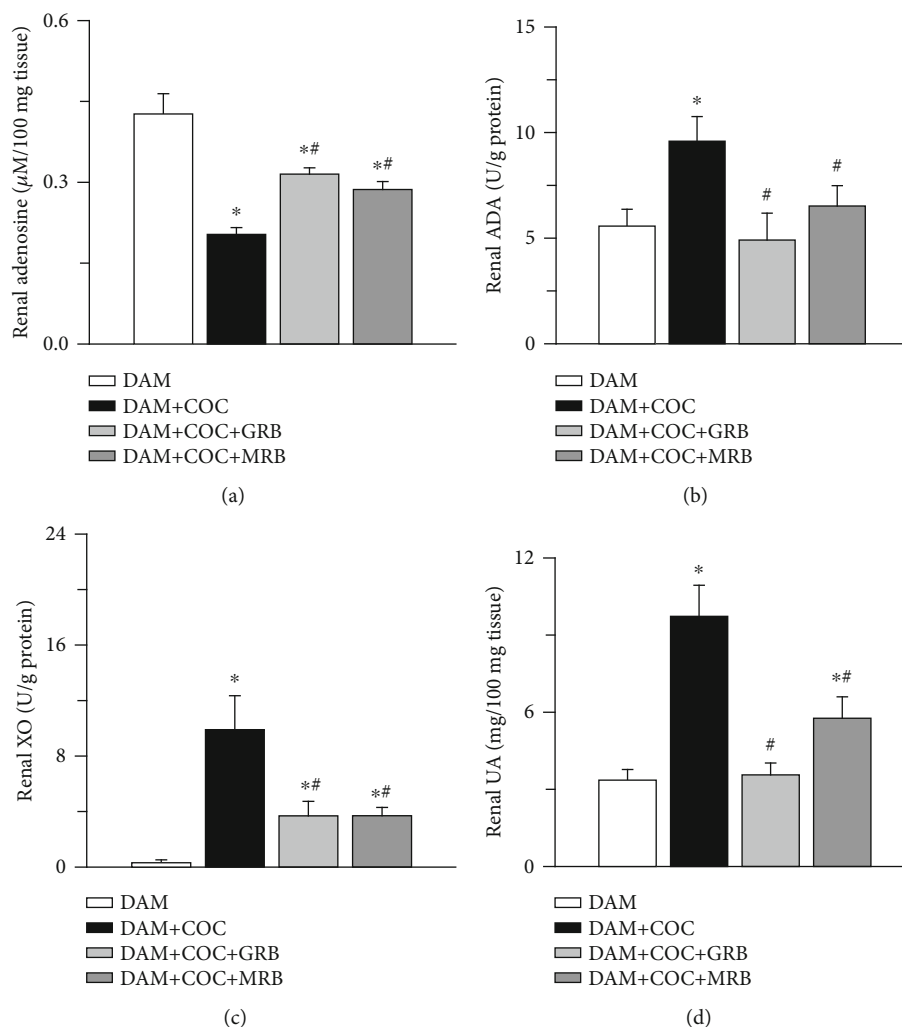 Renal adenosine (μM/100 mg tissue)
0.6
0.3
0.0
*
*#
*#
DAM
DAM+COC
DAM+COC+GRB
DAM+COC+MRB
(a)
Renal ADA (U/g protein)
15
10
5
0
*
#
#
DAM
DAM+COC
DAM+COC+GRB
DAM+COC+MRB
(b)
Renal XO (U/g protein)
24
16
8
0
*
*#
*#
DAM
DAM+COC
DAM+COC+GRB
DAM+COC+MRB
(c)
Renal UA (mg/100 mg tissue)
12
6
0
*
#
*#
DAM
DAM+COC
DAM+COC+GRB
DAM+COC+MRB
(d)